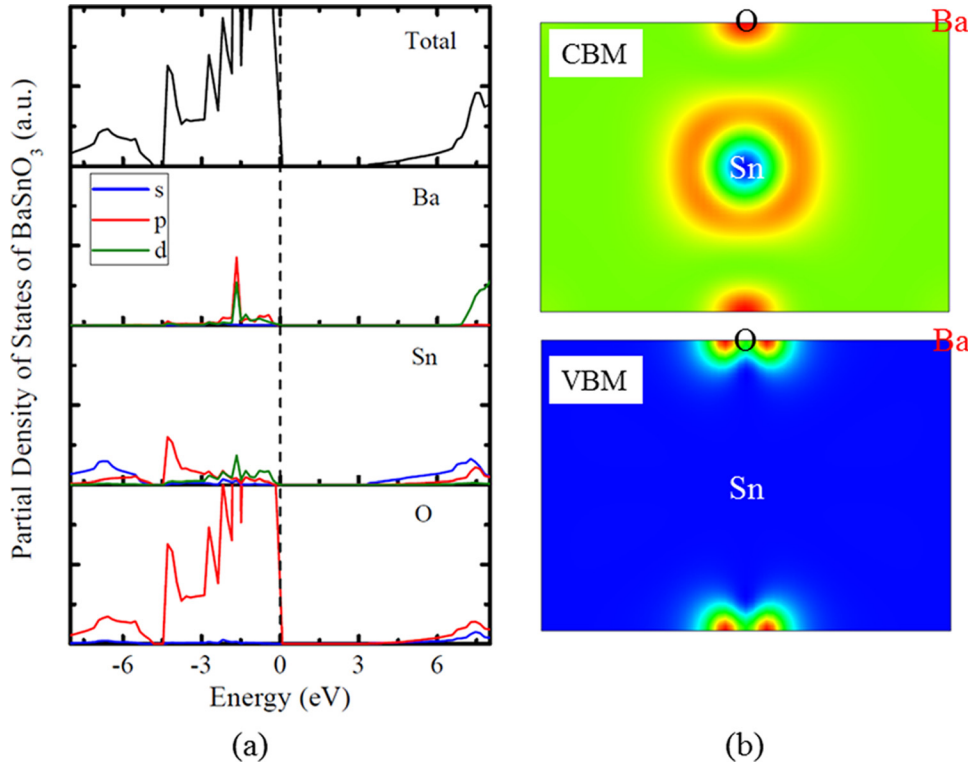 Partial Density of States of BaSnO3 (a.u.)
Total
Ba
s
p
d
Sn
O
-6 -3 0 3 6
Energy (eV)
(a)
O Ba
CBM
Sn
O Ba
VBM
Sn
(b)